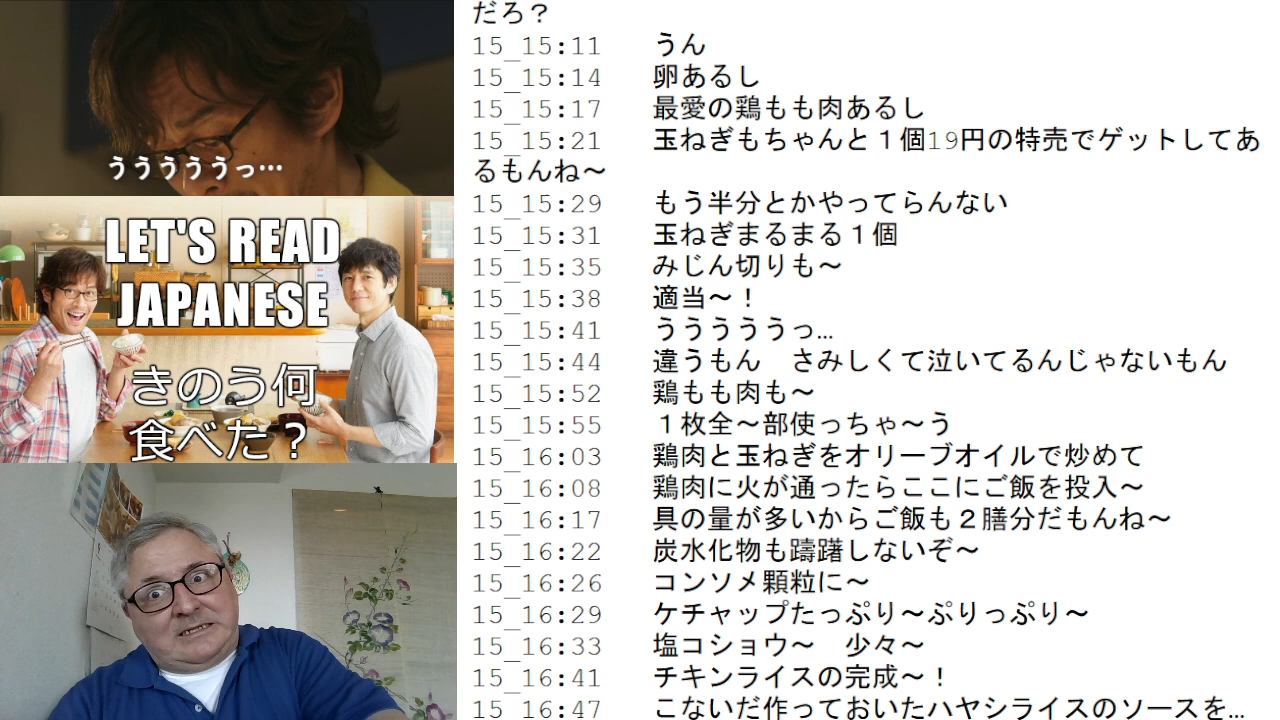 うううううっ…
LET'S READ
JAPANESE
きのう何
食べた？
だろ？
15_15:11 うん
15_15:14 卵あるし
15_15:17 最愛の鶏もも肉あるし
15_15:21 玉ねぎもちゃんと１個19円の特売でゲットしてあ
るもんね～
15_15:29 もう半分とかやってらんない
15_15:31 玉ねぎまるまる１個
15_15:35 みじん切りも～
15_15:38 適当～！
15_15:41 うううううっ…
15_15:44 違うもん　さみしくて泣いてるんじゃないもん
15_15:52 鶏もも肉も～
15_15:55 １枚全～部使っちゃ～う
15_16:03 鶏肉と玉ねぎをオリーブオイルで炒めて
15_16:08 鶏肉に火が通ったらここにご飯を投入～
15_16:17 具の量が多いからご飯も２膳分だもんね～
15_16:22 炭水化物も躊躇しないぞ～
15_16:26 コンソメ顆粒に～
15_16:29 ケチャップたっぷり～ぷりっぷり～
15_16:33 塩コショウ～　少々～
15_16:41 チキンライスの完成～！
15_16:47 こないだ作っておいたハヤシライスのソースを…